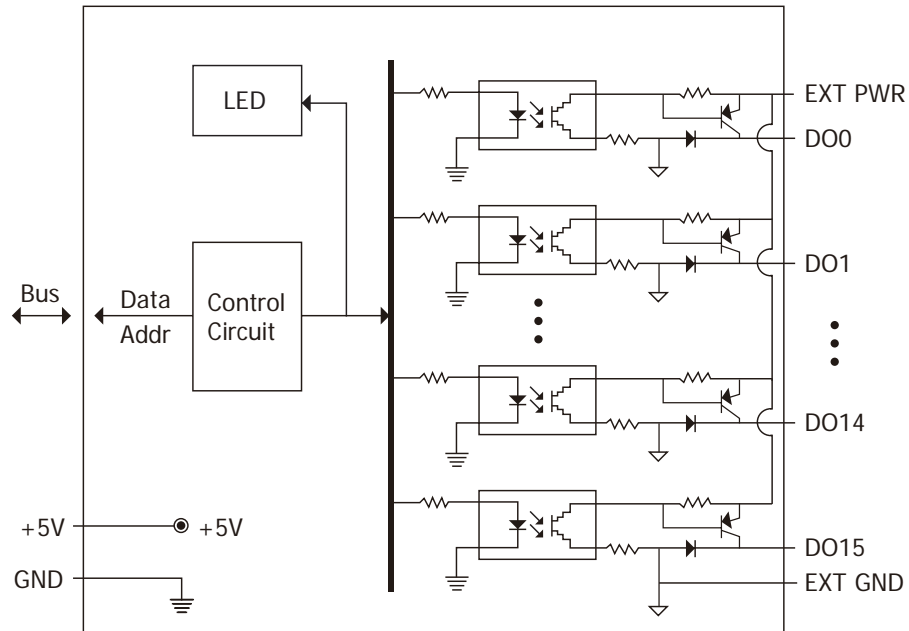 LED
EXT PWR
DO0
DO1
Bus
Data
Addr
Control
Circuit
DO14
+5V
+5V
DO15
GND
EXT GND